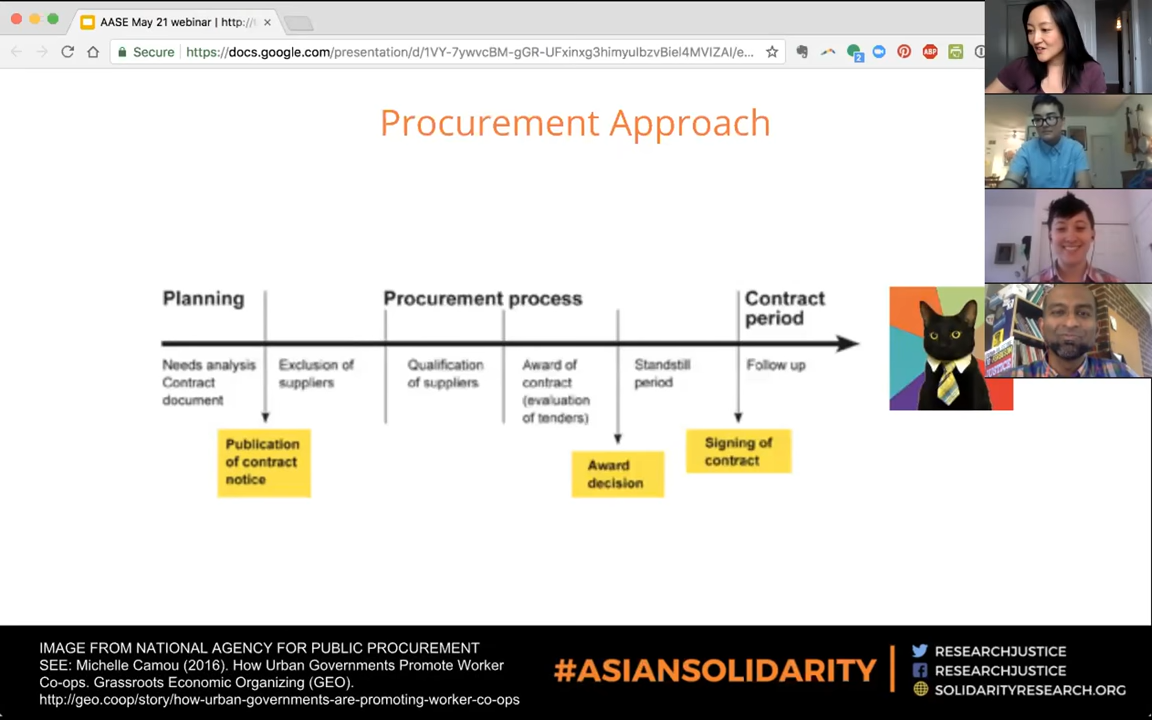 AASE May 21 webinar | http://
Secure
https://docs.google.com/presentation/d/1VY-7ywvcBM-gGR-UFxinxg3himyuIbzvBiel4MVIZAI/e...
2
ABP
Procurement Approach
Planning
Procurement process
Contract
period
Needs analysis
Contract
document
Exclusion of
suppliers
Qualification
of suppliers
Award of
contract
(evaluation
of tenders)
Standstill
period
Follow up
Publication
of contract
notice
Award
decision
Signing of
contract
IMAGE FROM NATIONAL AGENCY FOR PUBLIC PROCUREMENT
SEE: Michelle Camou (2016). How Urban Governments Promote Worker
Co-ops. Grassroots Economic Organizing (GEO).
http://geo.coop/story/how-urban-governments-are-promoting-worker-co-ops
#ASIANSOLIDARITY
RESEARCHJUSTICE
RESEARCHJUSTICE
SOLIDARITYRESEARCH.ORG